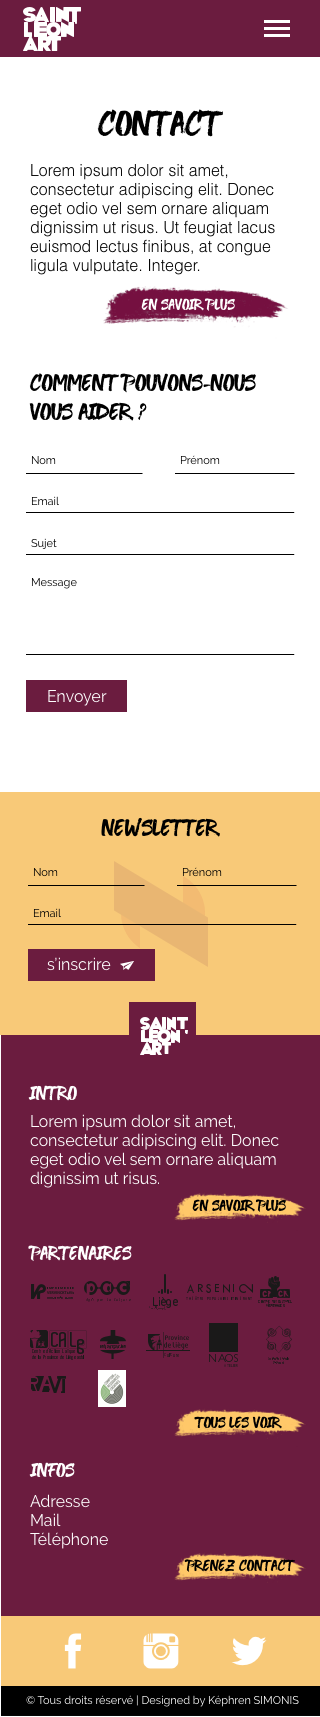 SAINT
LEON
ART
CONTACT
Lorem ipsum dolor sit amet,
consectetur adipiscing elit. Donec
eget odio vel sem ornare aliquam
dignissim ut risus. Ut feugiat lacus
euismod lectus finibus, at congue
ligula vulputate. Integer.
EN SAVOIR PLUS
COMMENT POUVONS-NOUS
VOUS AIDER ?
Nom Prénom
Email
Sujet
Message
Envoyer
NEWSLETTER
Nom Prénom
Email
s'inscrire
SAINT
LEON
ART
INTRO
Lorem ipsum dolor sit amet,
consectetur adipiscing elit. Donec
eget odio vel sem ornare aliquam
dignissim ut risus.
EN SAVOIR PLUS
PARTENAIRES
Liège ARSENIC
CAL Province
de Liège
NAOS
RAVI
TOUS LES VOIR
INFOS
Adresse
Mail
Téléphone
PRENEZ CONTACT
© Tous droits réservé | Designed by Képhren SIMONIS